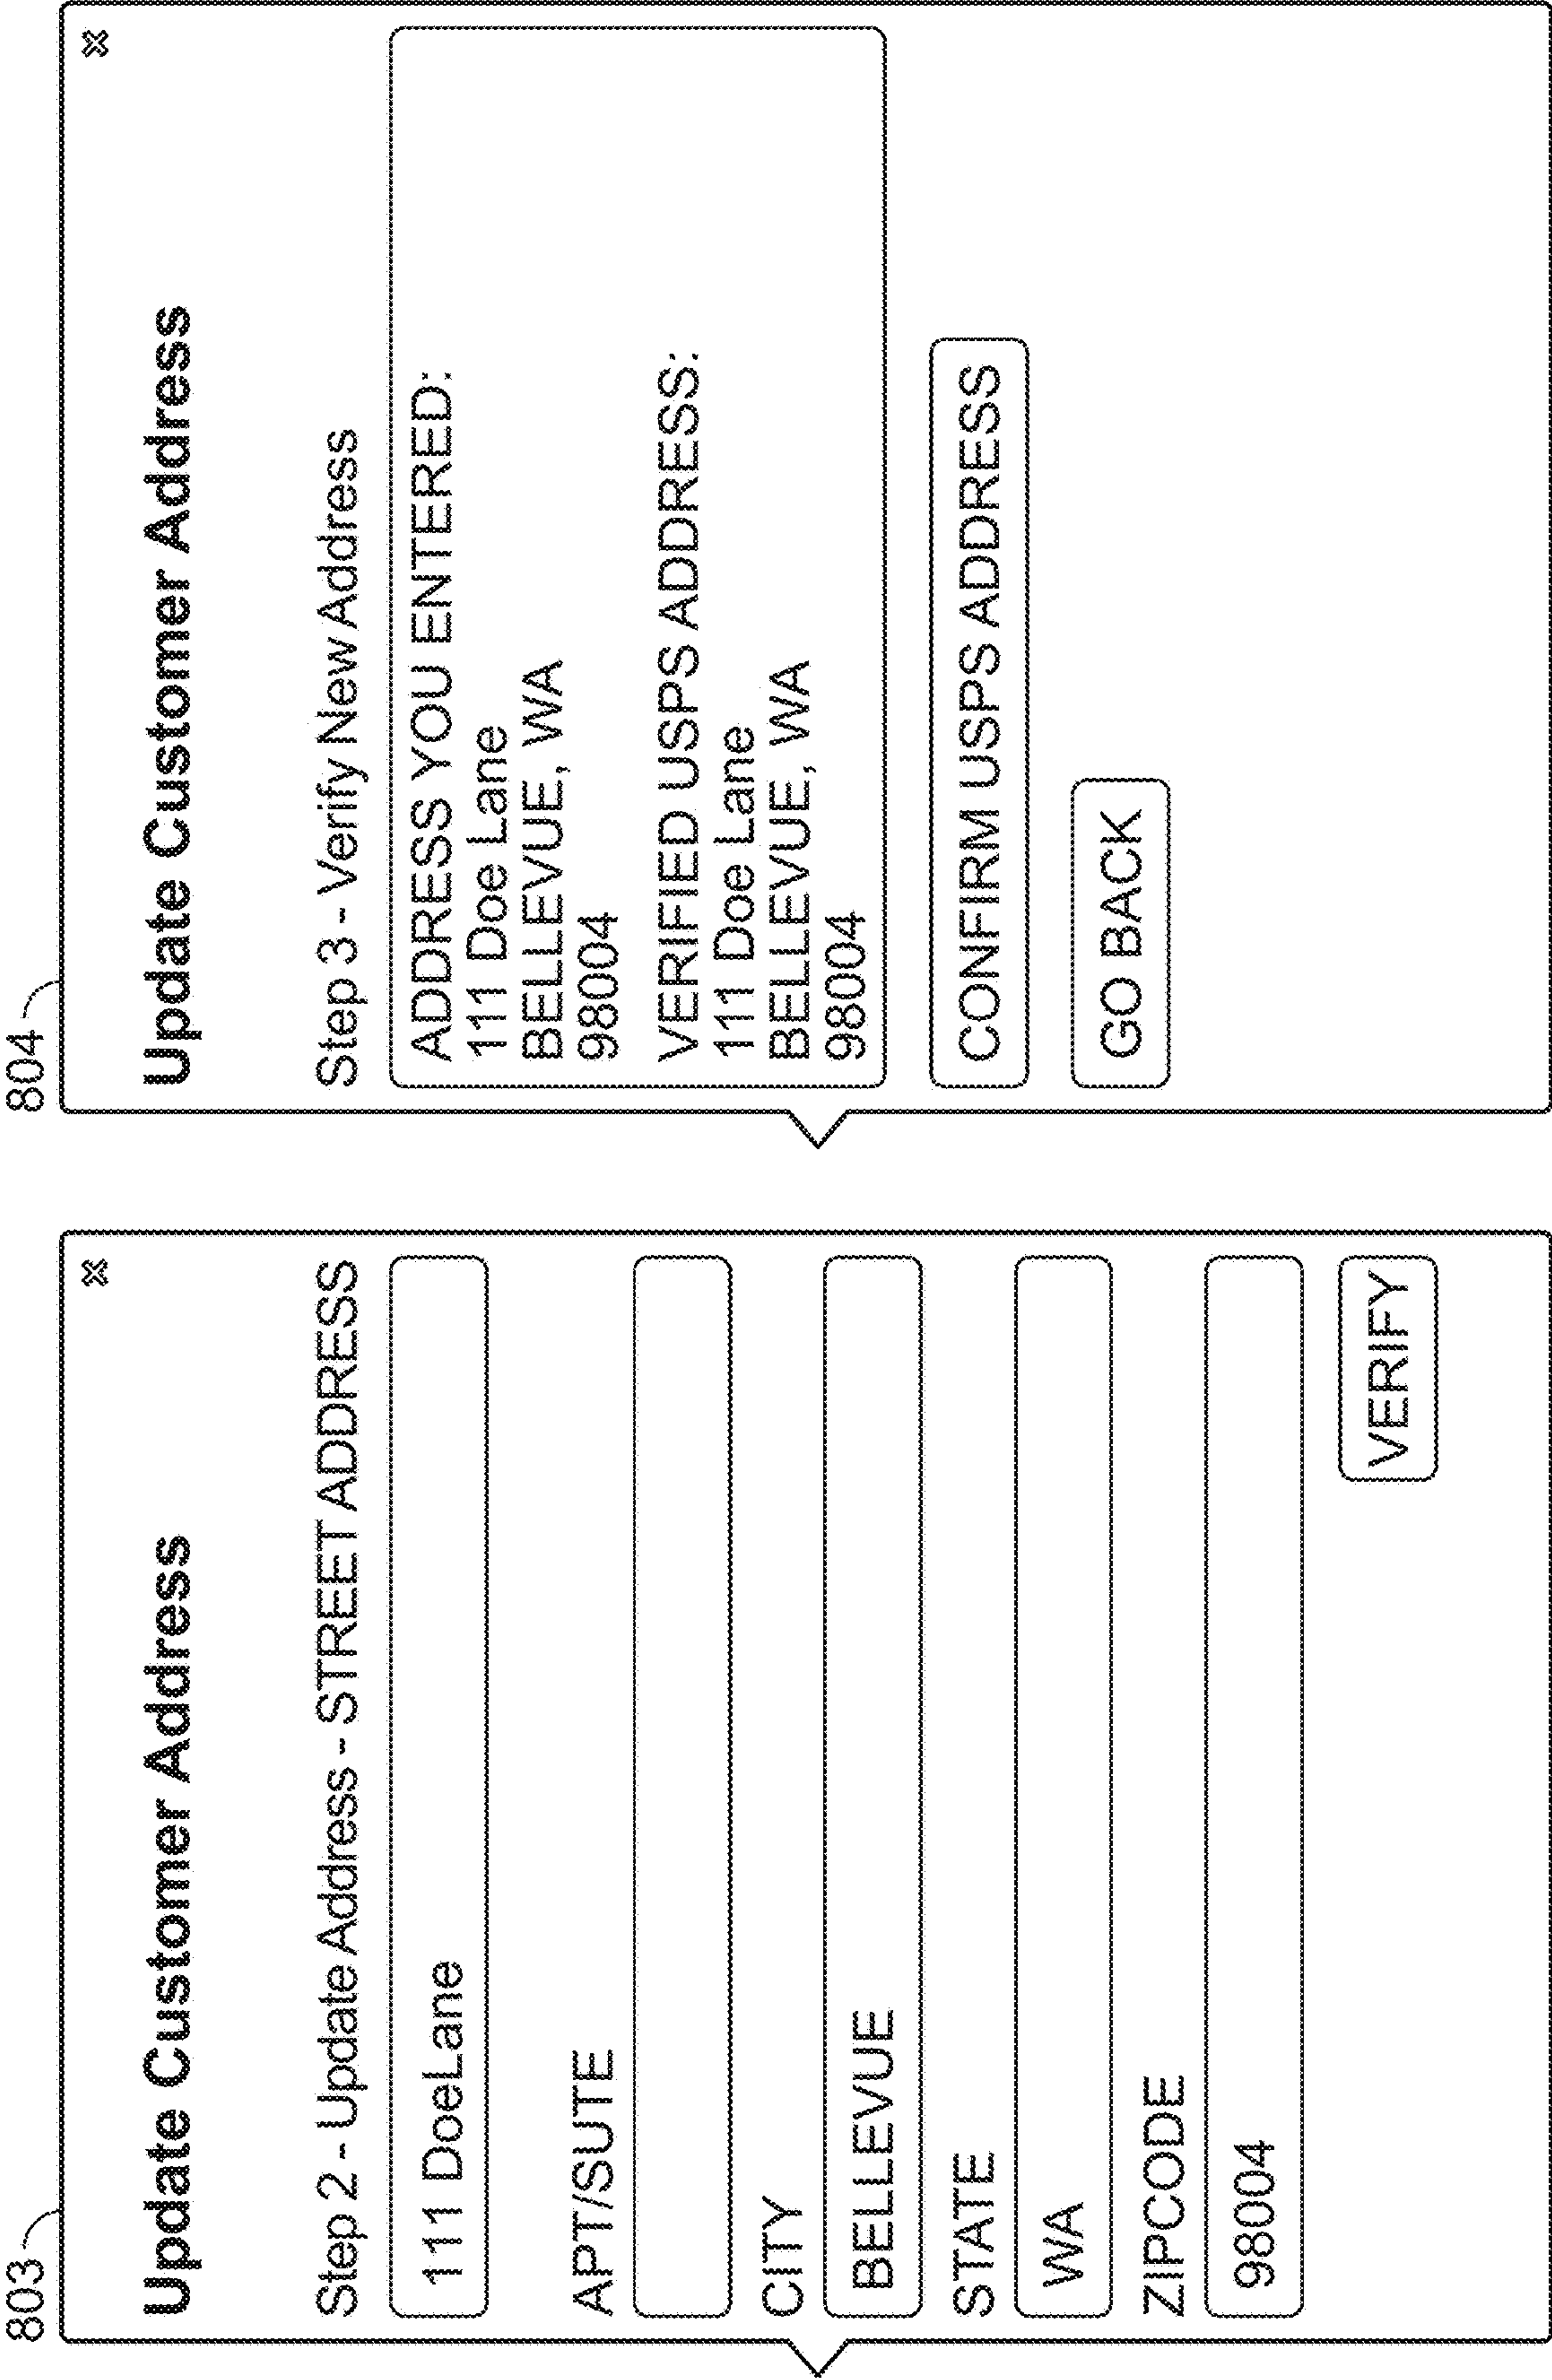 803
Update Customer Address
Step 2 - Update Address - STREET ADDRESS
111 DoeLane
APT/SUTE
CITY
BELLEVUE
STATE
WA
ZIPCODE
98004
VERIFY
804
Update Customer Address
Step 3 - Verify New Address
ADDRESS YOU ENTERED:
111 Doe Lane
BELLEVUE, WA
98004
VERIFIED USPS ADDRESS:
111 Doe Lane
BELLEVUE, WA
98004
CONFIRM USPS ADDRESS
GO BACK